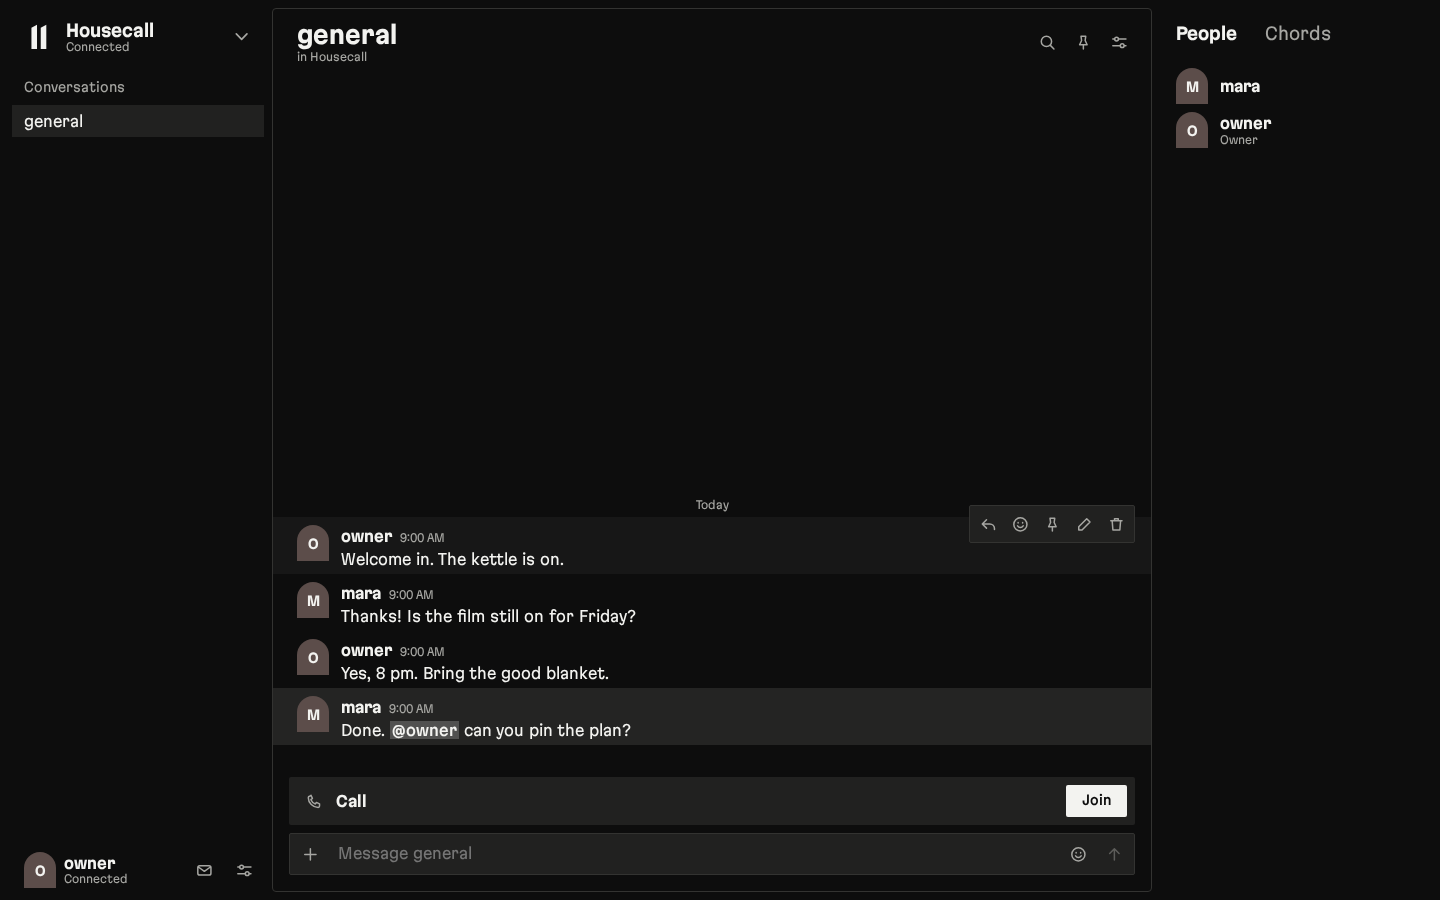 Housecall
Connected
Conversations
general
owner
Connected
general
in Housecall
Today
owner 9:00 AM
Welcome in. The kettle is on.
mara 9:00 AM
Thanks! Is the film still on for Friday?
owner 9:00 AM
Yes, 8 pm. Bring the good blanket.
mara 9:00 AM
Done. @owner can you pin the plan?
Call Join
Message general
People Chords
M mara
O owner
Owner